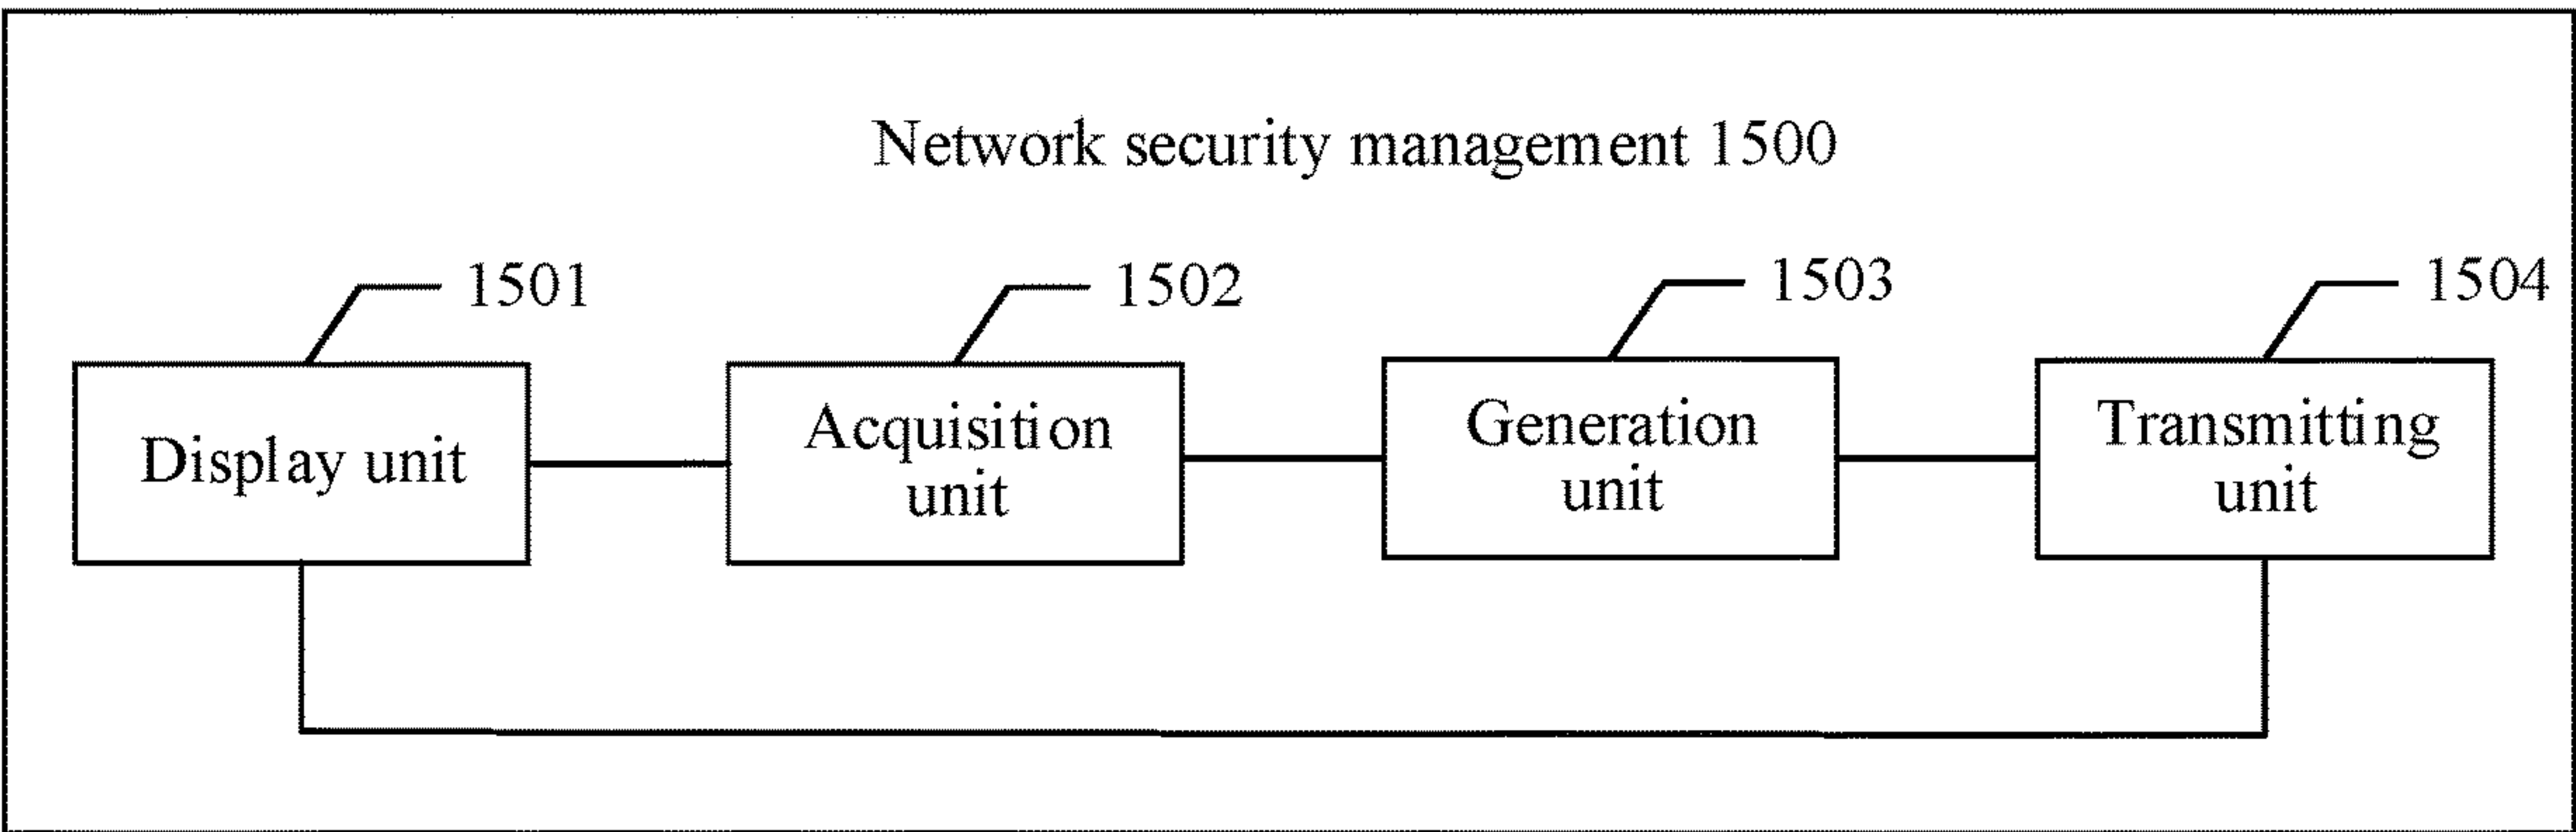 Network security management 1500
1501
1502
1503
1504
Display unit
Acquisition
unit
Generation
unit
Transmitting
unit